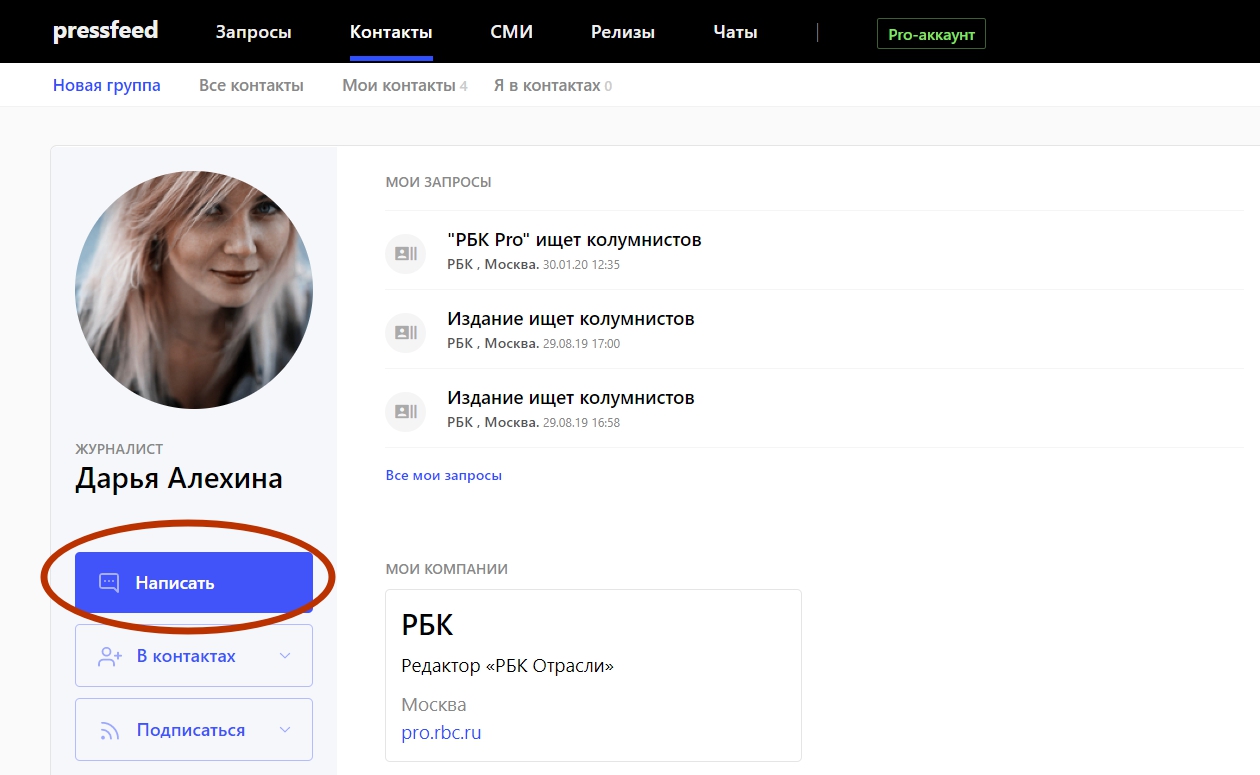 pressfeed Запросы Контакты СМИ Релизы Чаты Pro-аккаунт
Новая группа Все контакты Мои контакты 4 Я в контактах 0
МОИ ЗАПРОСЫ
"РБК Pro" ищет колумнистов
РБК , Москва. 30.01.20 12:35
Издание ищет колумнистов
РБК , Москва. 29.08.19 17:00
Издание ищет колумнистов
РБК , Москва. 29.08.19 16:58
Все мои запросы
ЖУРНАЛИСТ
Дарья Алехина
Написать
В контактах
Подписаться
МОИ КОМПАНИИ
РБК
Редактор «РБК Отрасли»
Москва
pro.rbc.ru